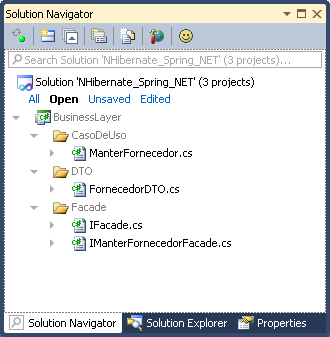 Solution Navigator
Search Solution 'NHibernate_Spring_NET' (3 projects)...
Solution 'NHibernate_Spring_NET' (3 projects)
All Open Unsaved Edited
BusinessLayer
CasoDeUso
ManterFornecedor.cs
DTO
FornecedorDTO.cs
Facade
IFacade.cs
IManterFornecedorFacade.cs
Solution Navigator Solution Explorer Properties